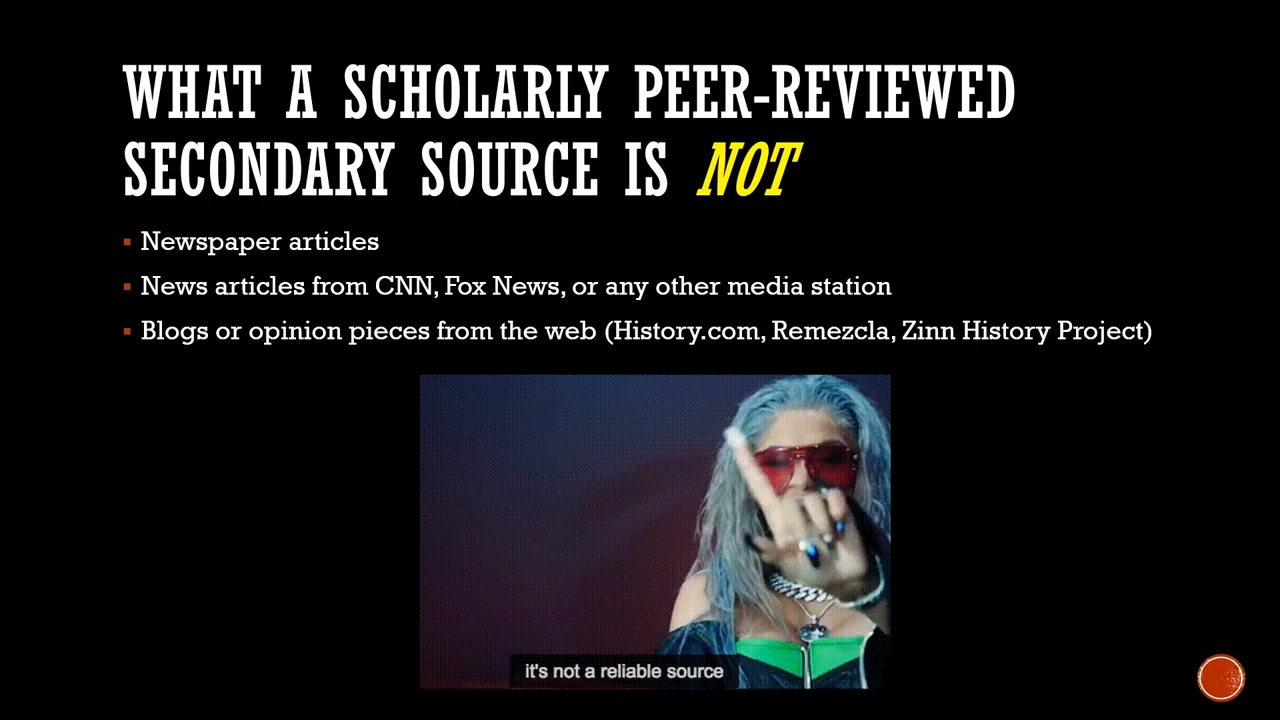 WHAT A SCHOLARLY PEER-REVIEWED
SECONDARY SOURCE IS NOT
Newspaper articles
News articles from CNN, Fox News, or any other media station
Blogs or opinion pieces from the web (History.com, Remezcla, Zinn History Project)
it's not a reliable source